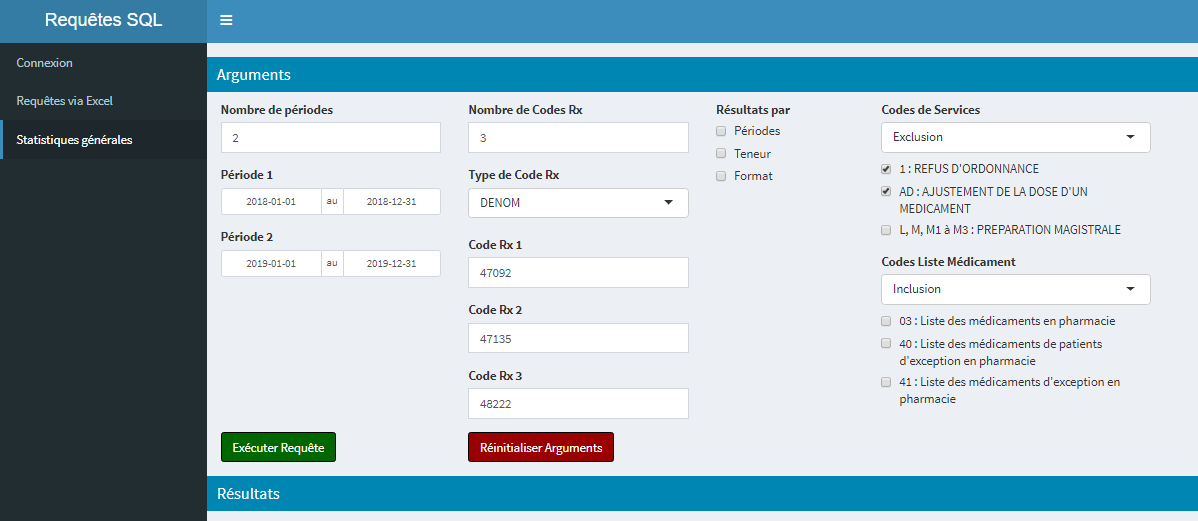 Requêtes SQL
Connexion
Requêtes via Excel
Statistiques générales
Arguments
Nombre de périodes
2
Période 1
2018-01-01 au 2018-12-31
Période 2
2019-01-01 au 2019-12-31
Exécuter Requête
Nombre de Codes Rx
3
Type de Code Rx
DENOM
Code Rx 1
47092
Code Rx 2
47135
Code Rx 3
48222
Réinitialiser Arguments
Résultats par
Périodes
Teneur
Format
Codes de Services
Exclusion
1 : REFUS D'ORDONNANCE
AD : AJUSTEMENT DE LA DOSE D'UN
MEDICAMENT
L, M, M1 à M3 : PREPARATION MAGISTRALE
Codes Liste Médicament
Inclusion
03 : Liste des médicaments en pharmacie
40 : Liste des médicaments de patients
d'exception en pharmacie
41 : Liste des médicaments d'exception en
pharmacie
Résultats